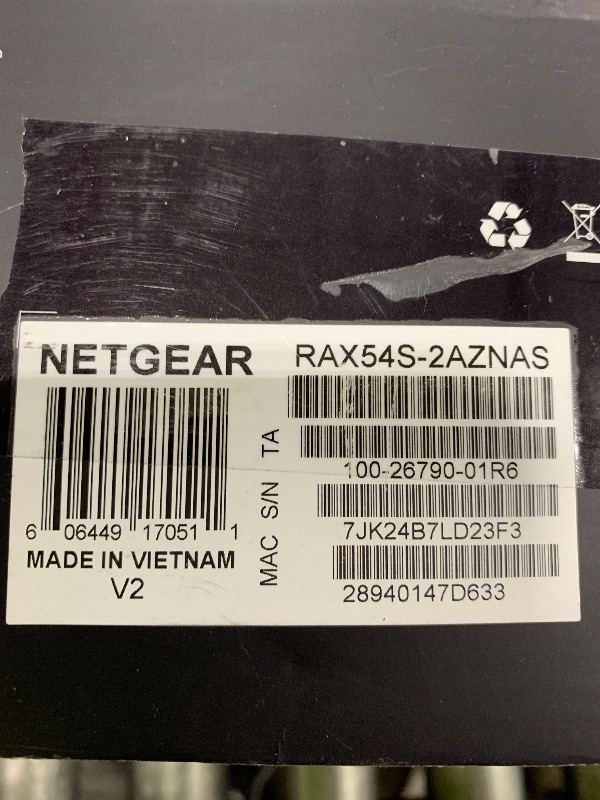 NETGEAR
RAX54S-2AZNAS
TA
100-26790-01R6
S/N
7JK24B7LD23F3
MAC
28940147D633
6 06449 17051 1
MADE IN VIETNAM
V2